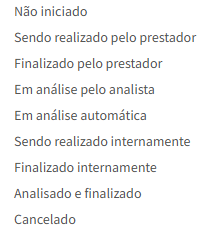 Não iniciado
Sendo realizado pelo prestador
Finalizado pelo prestador
Em análise pelo analista
Em análise automática
Sendo realizado internamente
Finalizado internamente
Analisado e finalizado
Cancelado